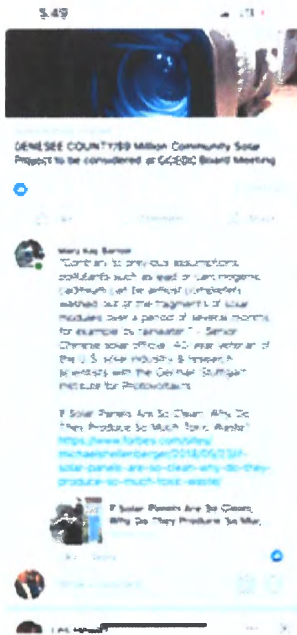 5:49
GENESEE COUNTY/$9 Million Community Solar
Project to be considered at GCEDC Board Meeting
Like Comment Share
Mary Kay Barton
"Contrary to previous assumptions,
pollutants such as lead or carcinogenic
cadmium can be almost completely
washed out of the fragments of solar
modules over a period of several months,
for example by rainwater." - Senior
Chinese solar official, 40-year veteran of
the U.S. solar industry & research
scientists with the German Stuttgart
Institute for Photovoltaics
If Solar Panels Are So Clean, Why Do
They Produce So Much Toxic Waste?
https://www.forbes.com/sites/
michaelshellenberger/2018/05/23/if-
solar-panels-are-so-clean-why-do-they-
produce-so-much-toxic-waste/
If Solar Panels Are So Clean,
Why Do They Produce So Muc...
Like Reply
Write a comment...